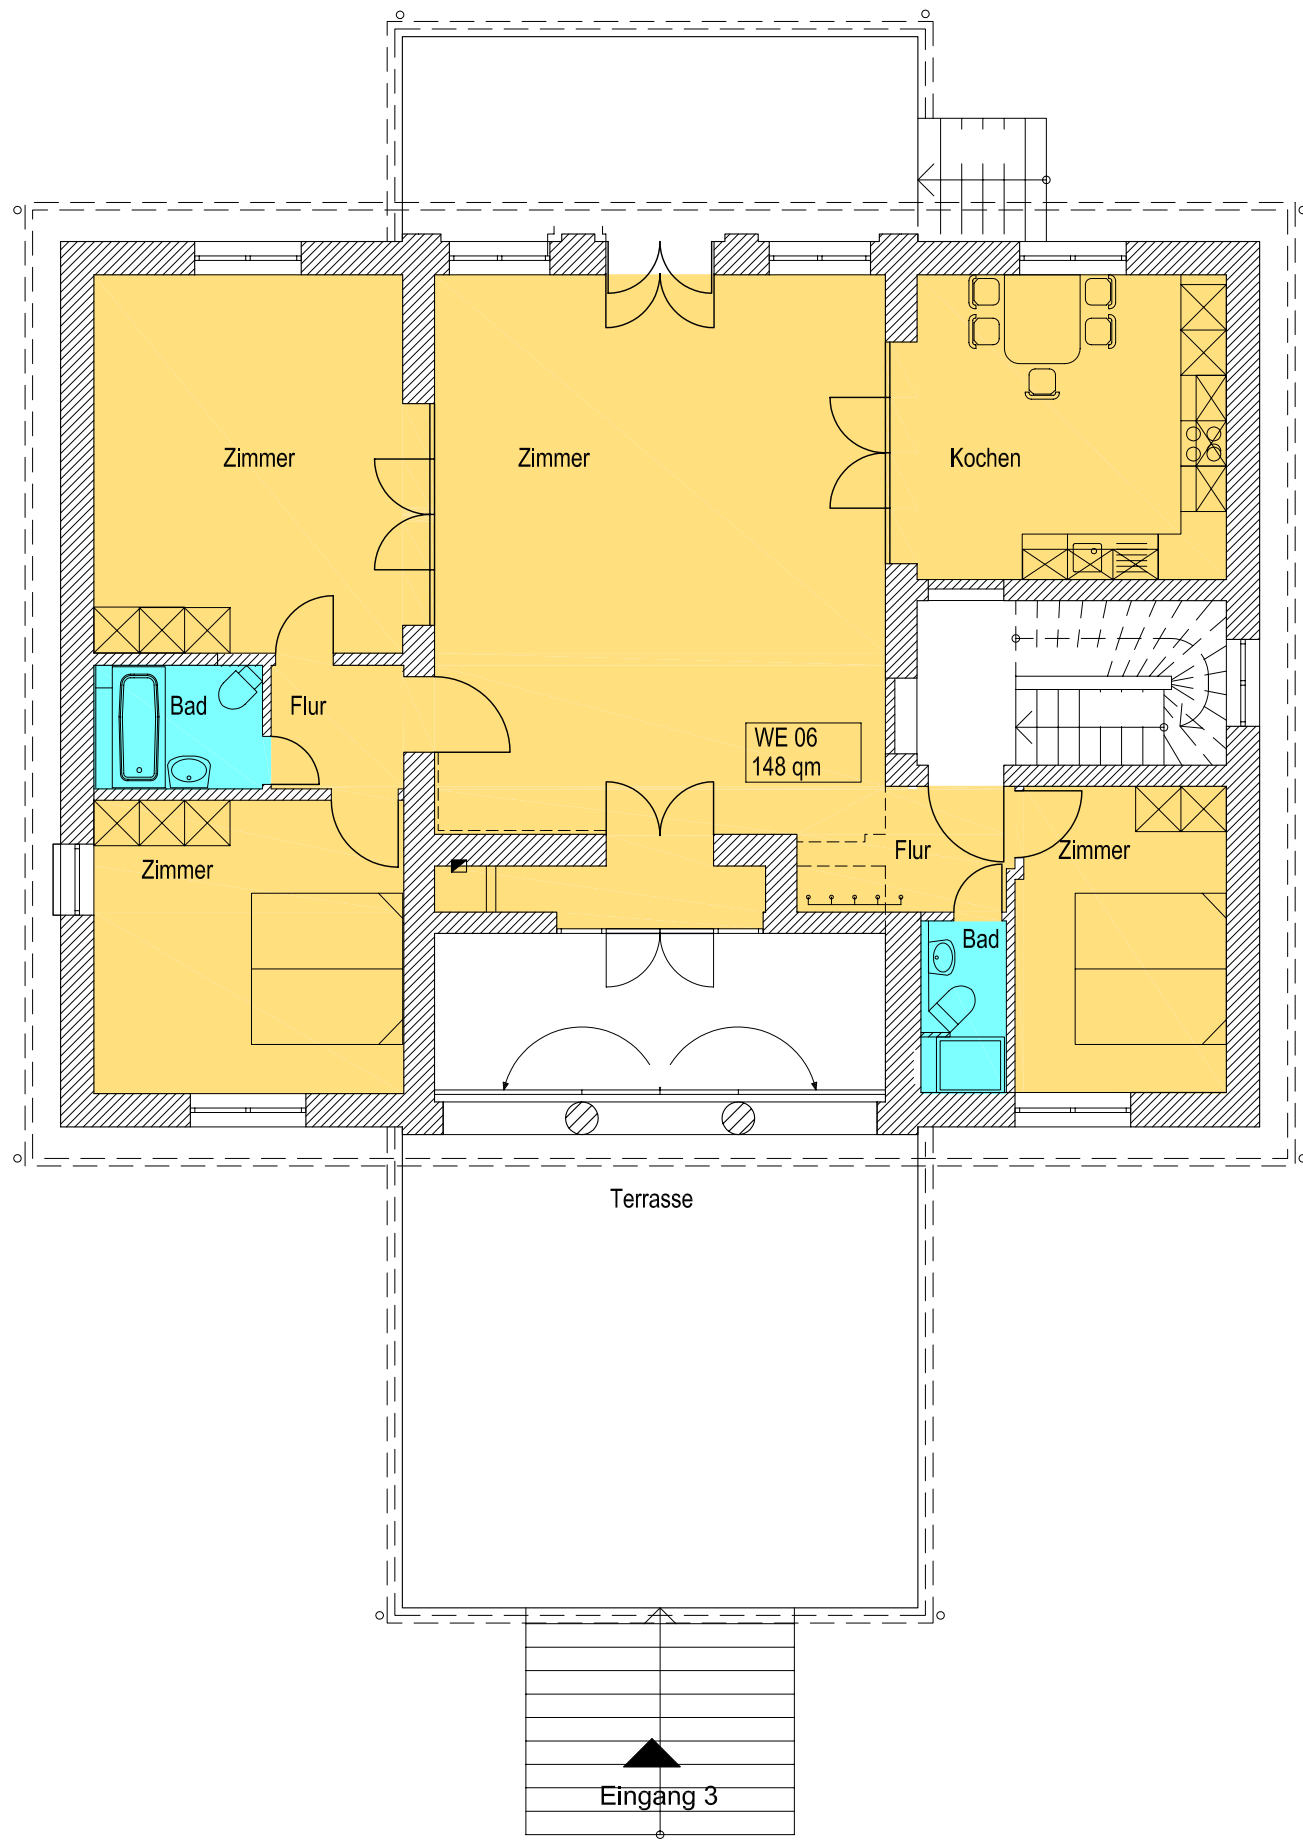 Zimmer
Zimmer
Kochen
Bad
Flur
WE 06
148 qm
Zimmer
Flur
Zimmer
Bad
Terrasse
Eingang 3